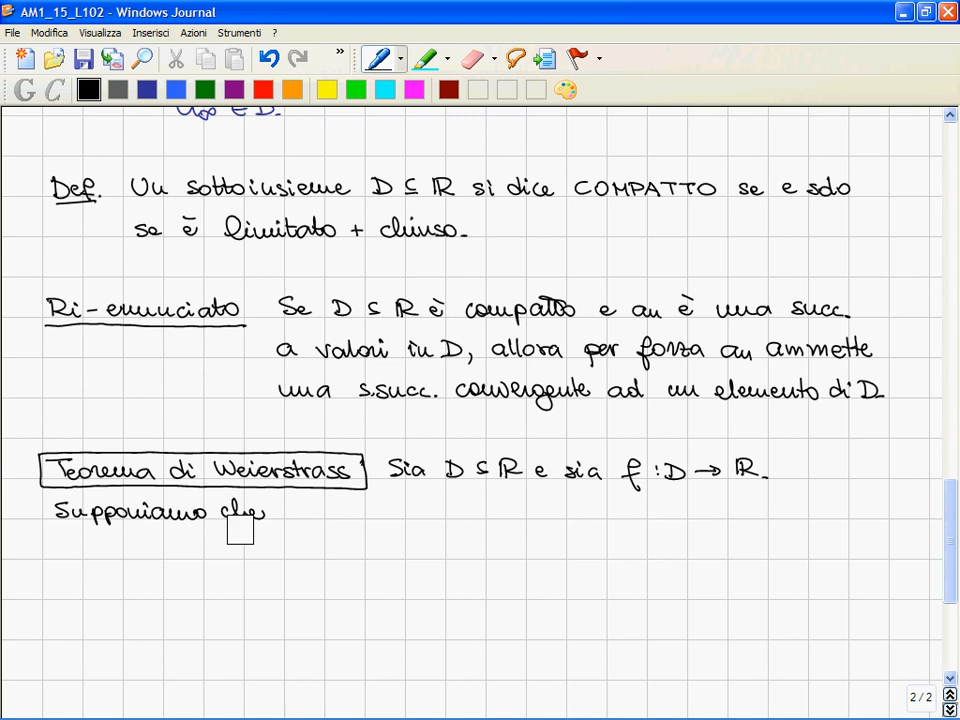 AM1_15_L102 - Windows Journal
File Modifica Visualizza Inserisci Azioni Strumenti ?
G C
∈ D.
Def. Un sottoinsieme D ⊆ ℝ si dice COMPATTO se e solo
se è limitato + chiuso.
Ri-enunciato Se D ⊆ ℝ è compatto e an è una succ.
a valori in D, allora per forza an ammette
una s.succ. convergente ad un elemento di D
Teorema di Weierstrass Sia D ⊆ ℝ e sia f : D → ℝ.
Supponiamo che
2 / 2